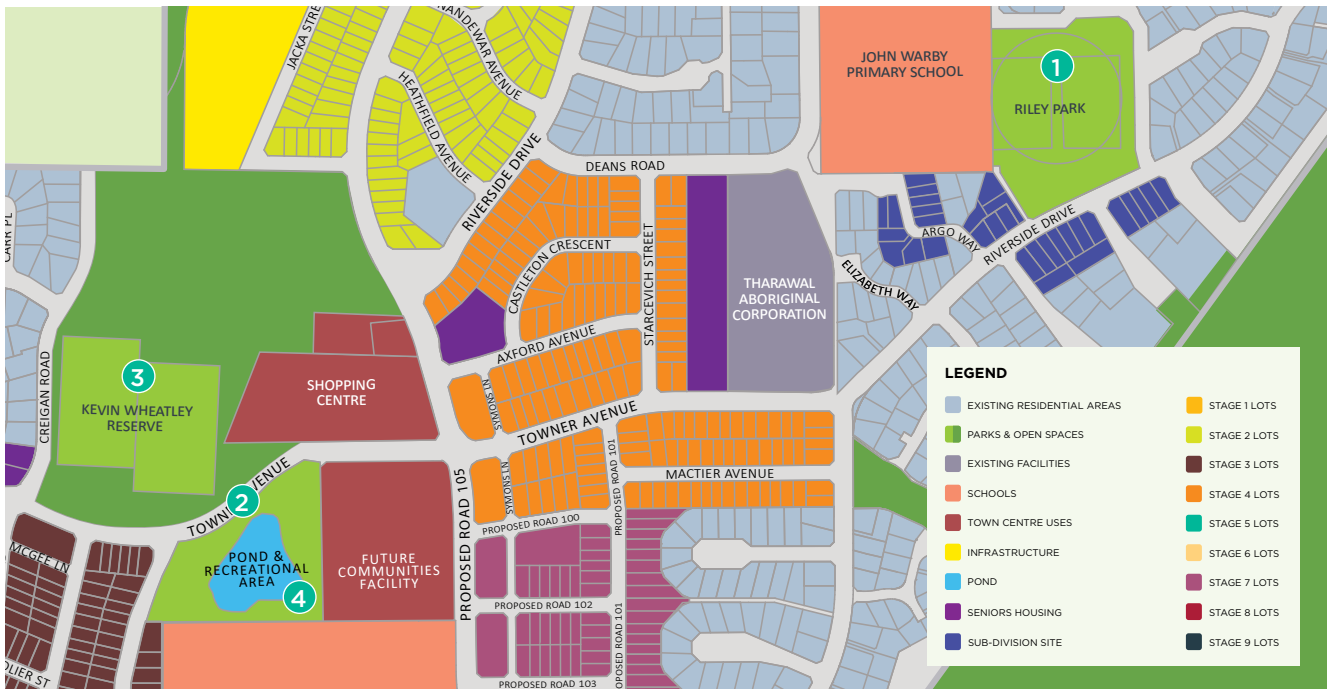 JACKA STRE
NANDEWAR AVENUE
HEATHFIELD AVENUE
RIVERSIDE DRIVE
DEANS ROAD
JOHN WARBY
PRIMARY SCHOOL
1
RILEY PARK
CARR PL
CASTLETON CRESCENT
STARCEVICH STREET
ARGO WAY
RIVERSIDE DRIVE
ELIZABETH WAY
THARAWAL
ABORIGINAL
CORPORATION
AXFORD AVENUE
SHOPPING
CENTRE
3
KEVIN WHEATLEY
RESERVE
CREIGAN ROAD
SYMONS LN
TOWNER AVENUE
MACTIER AVENUE
PROPOSED ROAD 101
SYMONS LN
PROPOSED ROAD 105
PROPOSED ROAD 100
2
TOWNER AVENUE
MCGEE LN
POND &
RECREATIONAL
AREA
4
FUTURE
COMMUNITIES
FACILITY
PROPOSED ROAD 102
PROPOSED ROAD 101
PROPOSED ROAD 103
OLIER ST
LEGEND
EXISTING RESIDENTIAL AREAS
PARKS & OPEN SPACES
EXISTING FACILITIES
SCHOOLS
TOWN CENTRE USES
INFRASTRUCTURE
POND
SENIORS HOUSING
SUB-DIVISION SITE
STAGE 1 LOTS
STAGE 2 LOTS
STAGE 3 LOTS
STAGE 4 LOTS
STAGE 5 LOTS
STAGE 6 LOTS
STAGE 7 LOTS
STAGE 8 LOTS
STAGE 9 LOTS